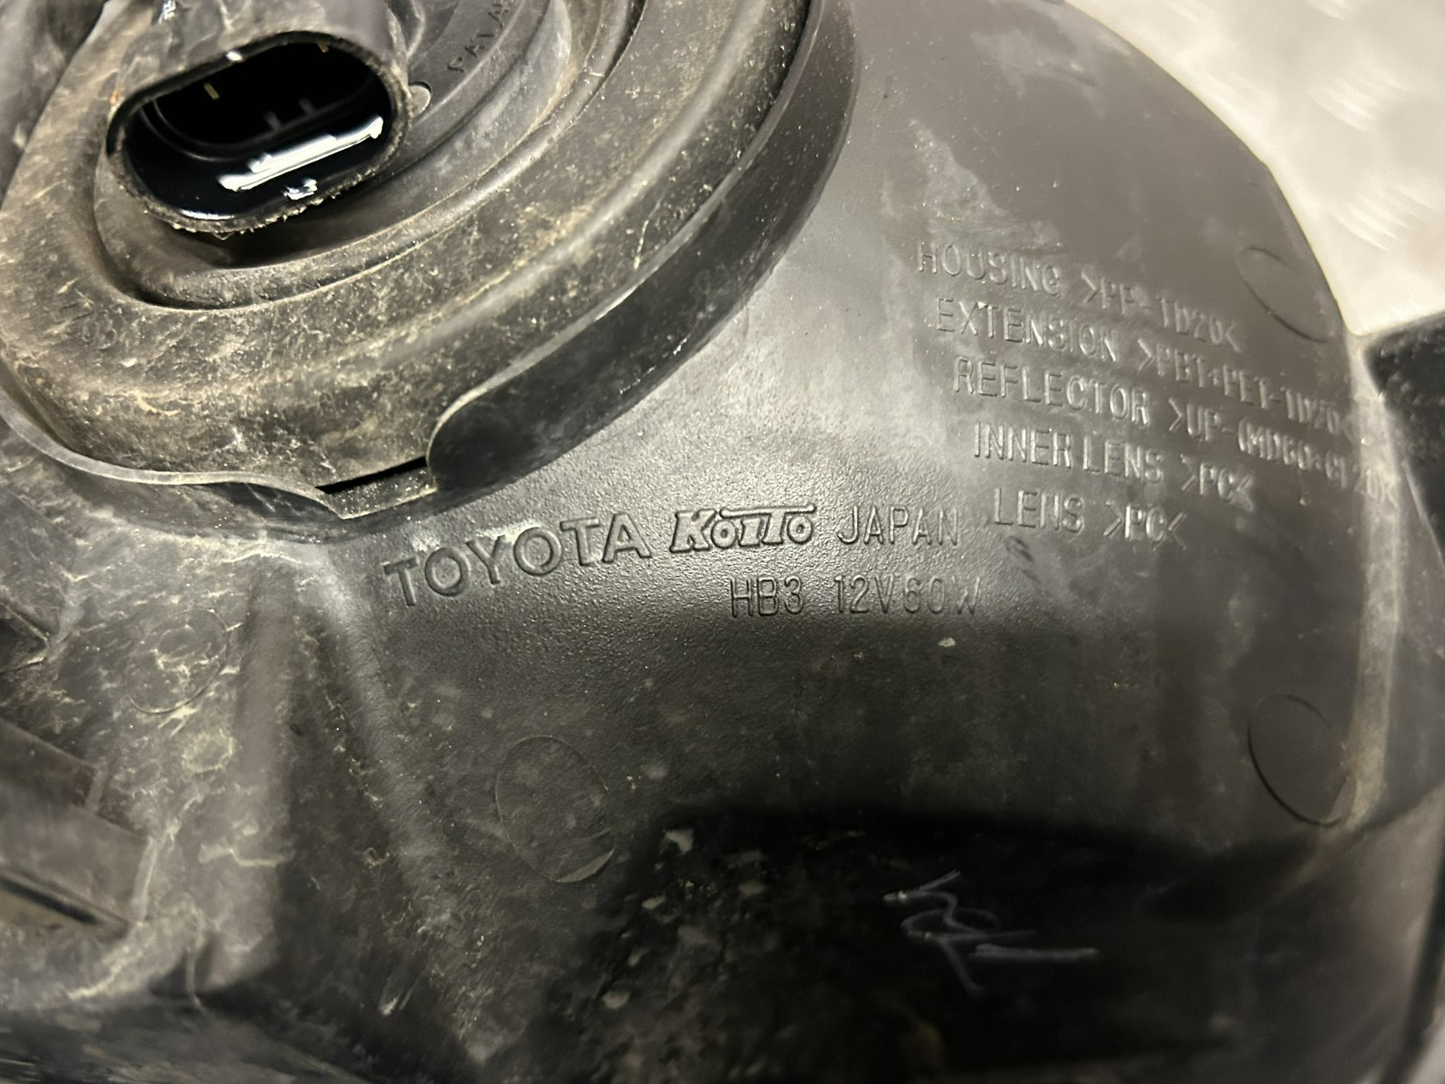 HOUSING >PP-TD20<
EXTENSION >PBT+PET-TD20<
REFLECTOR >UP-(MD60+GF
INNER LENS >PC<
LENS >PC<
TOYOTA KOITO JAPAN
HB3 12V60W